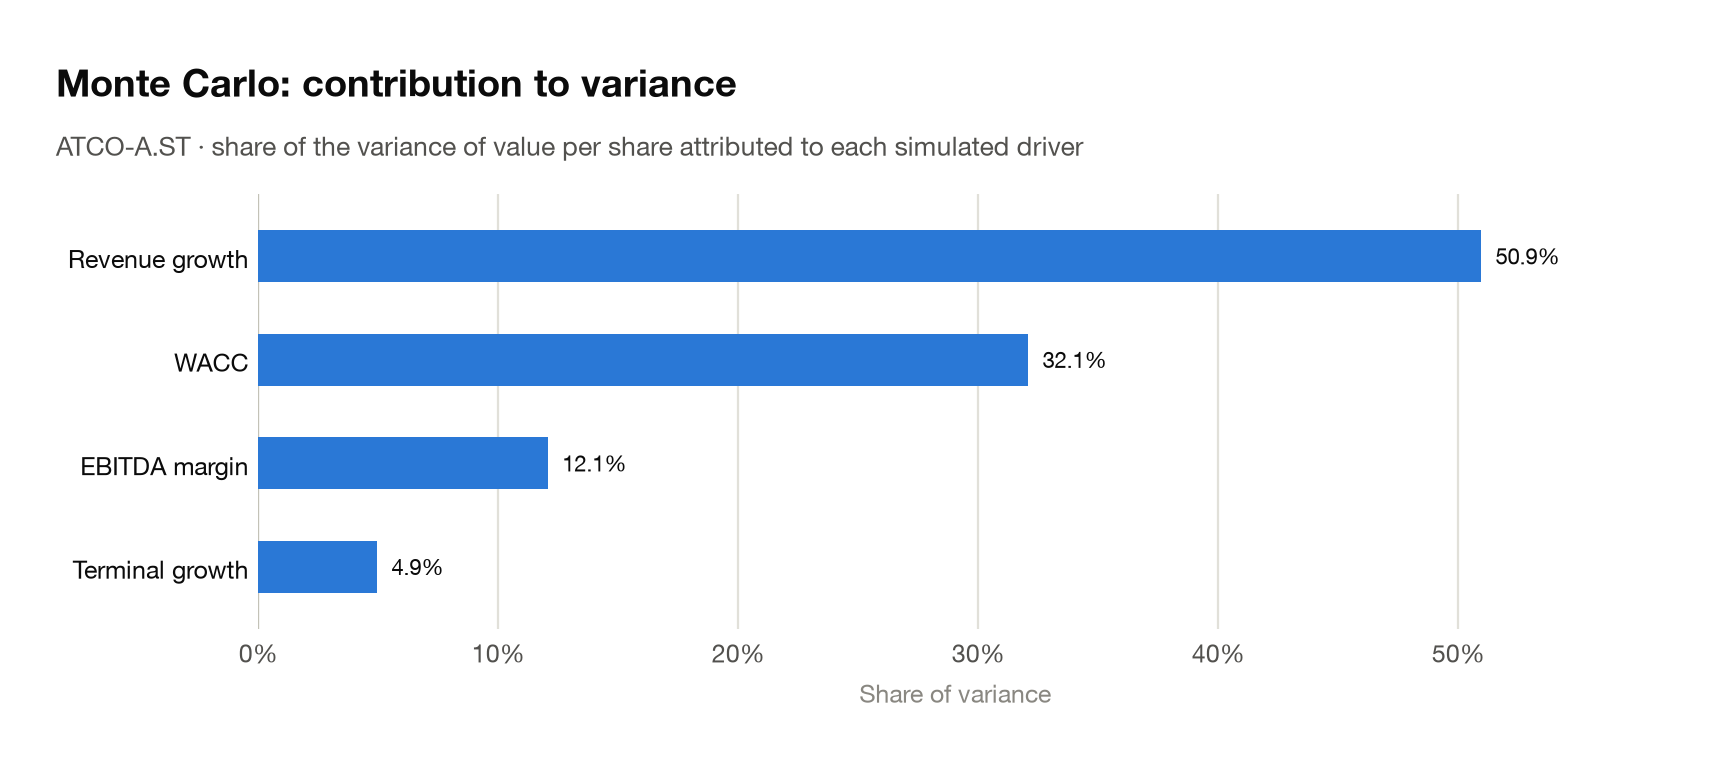 Monte Carlo: contribution to variance
ATCO-A.ST · share of the variance of value per share attributed to each simulated driver
Revenue growth 50.9%
WACC 32.1%
EBITDA margin 12.1%
Terminal growth 4.9%
0% 10% 20% 30% 40% 50%
Share of variance